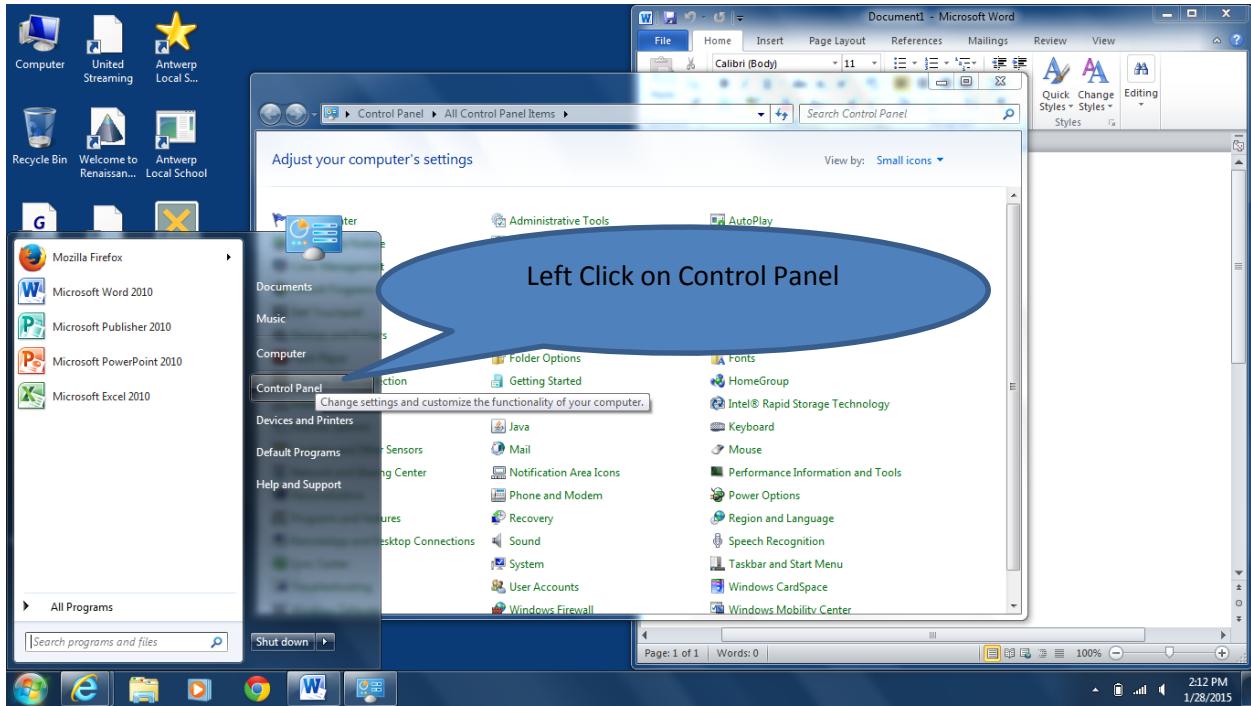 Computer
United Streaming
Antwerp Local S...
Recycle Bin
Welcome to Renaissan...
Antwerp Local School
Document1 - Microsoft Word
File Home Insert Page Layout References Mailings Review View
Calibri (Body) 11
Quick Styles
Change Styles
Editing
Styles
Control Panel All Control Panel Items
Search Control Panel
Adjust your computer's settings
View by: Small icons
Administrative Tools
AutoPlay
Left Click on Control Panel
Folder Options
Fonts
Getting Started
HomeGroup
Intel® Rapid Storage Technology
Java
Keyboard
Sensors
Mail
Mouse
Center
Notification Area Icons
Performance Information and Tools
Phone and Modem
Power Options
Recovery
Region and Language
Connections
Sound
Speech Recognition
System
Taskbar and Start Menu
User Accounts
Windows CardSpace
Windows Firewall
Windows Mobility Center
Mozilla Firefox
Microsoft Word 2010
Microsoft Publisher 2010
Microsoft PowerPoint 2010
Microsoft Excel 2010
All Programs
Search programs and files
Documents
Music
Computer
Control Panel
Change settings and customize the functionality of your computer.
Devices and Printers
Default Programs
Help and Support
Shut down
Page: 1 of 1 Words: 0
100%
2:12 PM
1/28/2015